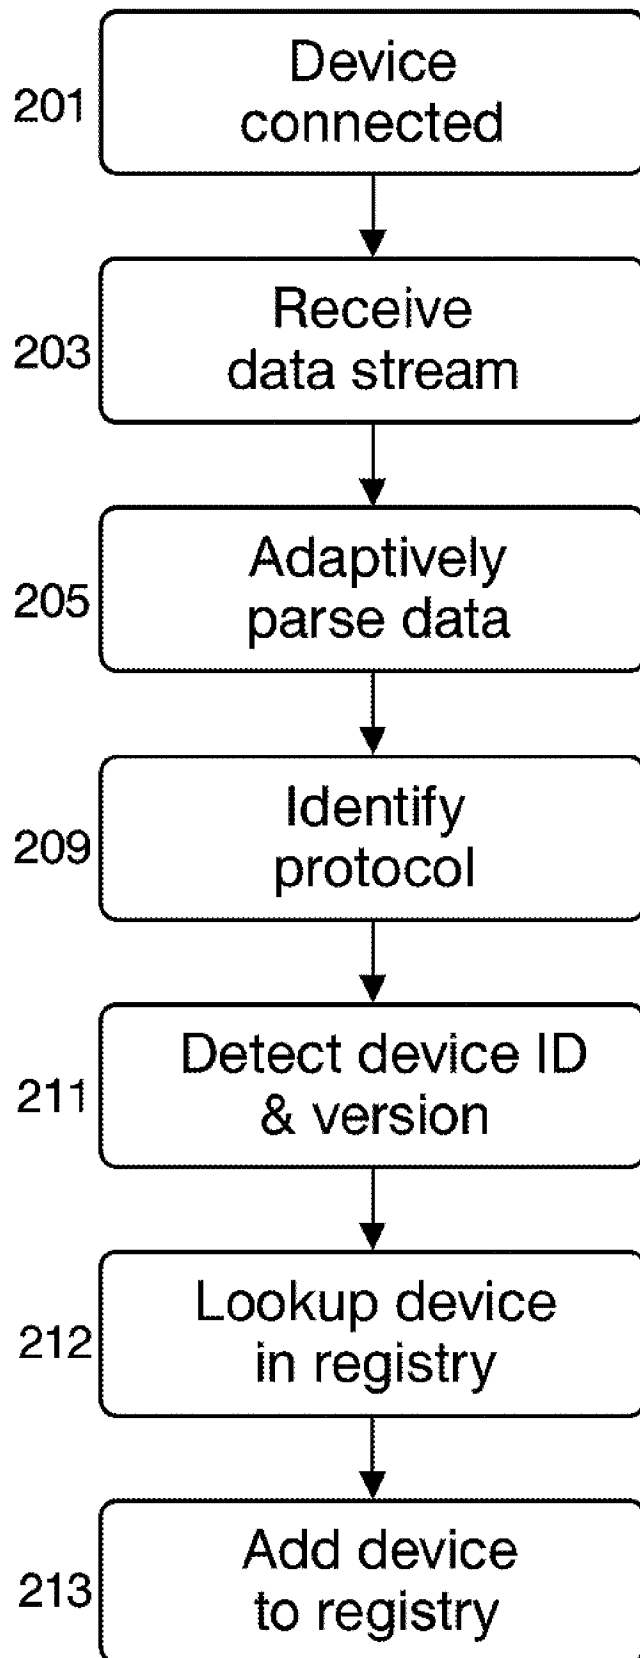 Device
201
connected
Receive
203
data stream
Adaptively
205
parse data
Identify
209
protocol
Detect device ID
211
& version
Lookup device
212
in registry
Add device
213
to registry